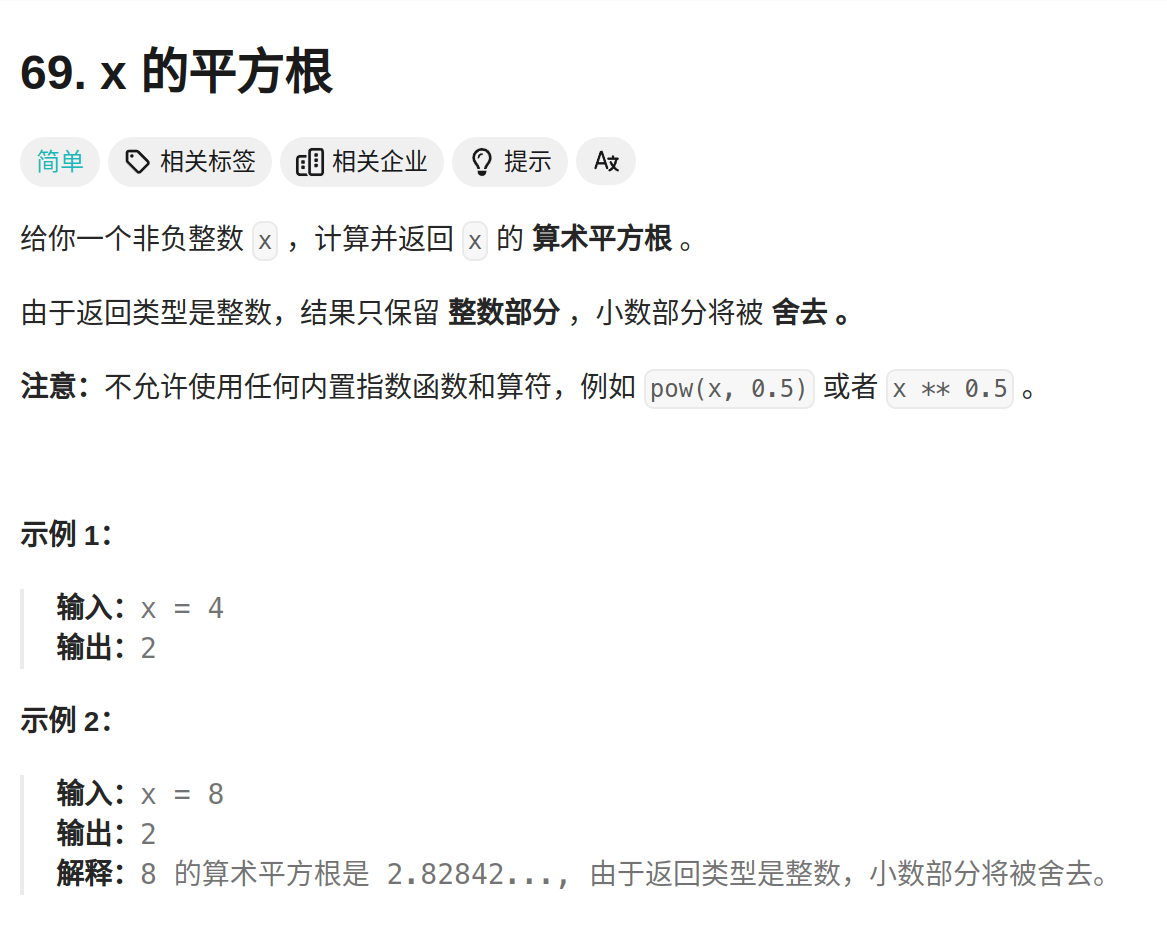 69. x 的平方根
简单 相关标签 相关企业 提示
给你一个非负整数 x ，计算并返回 x 的 算术平方根 。
由于返回类型是整数，结果只保留 整数部分 ，小数部分将被 舍去 。
注意：不允许使用任何内置指数函数和算符，例如 pow(x, 0.5) 或者 x ** 0.5 。
示例 1：
输入：x = 4
输出：2
示例 2：
输入：x = 8
输出：2
解释：8 的算术平方根是 2.82842..., 由于返回类型是整数，小数部分将被舍去。